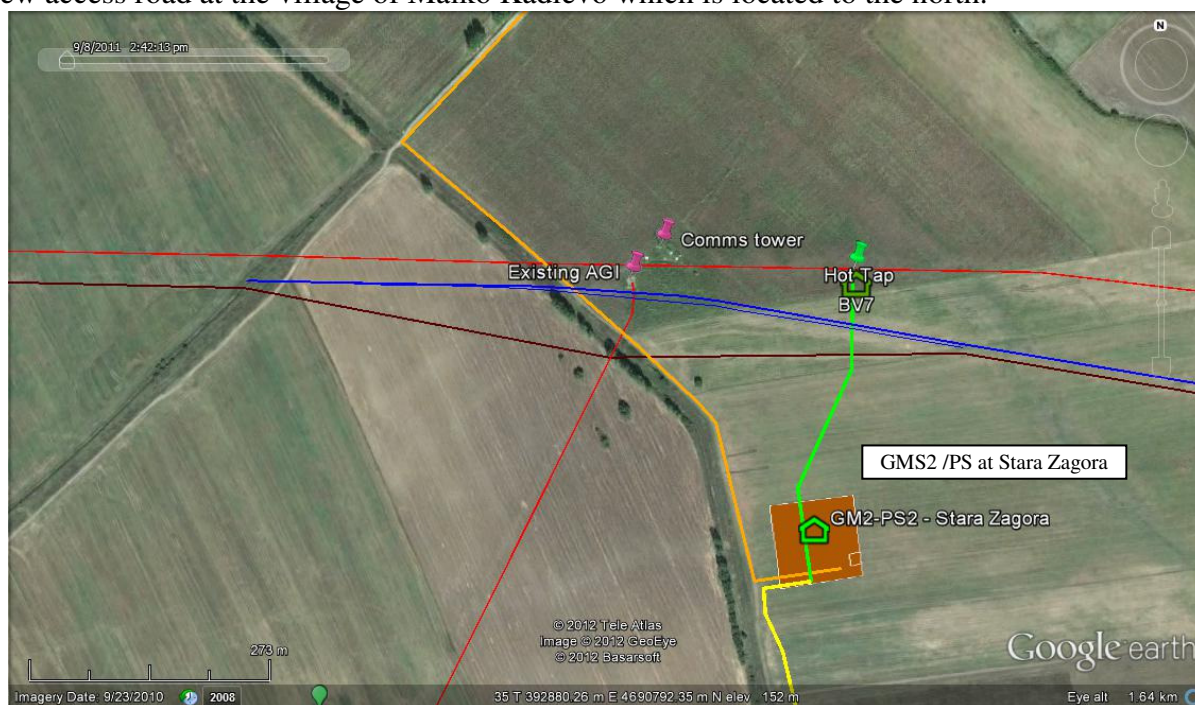 ew access road at the village of Malko Kadievo which is located to the north.
9/8/2011 2:42:13 pm
N
Comms tower
Existing AGI
Hot Tap
BV7
GMS2 /PS at Stara Zagora
GM2-PS2 - Stara Zagora
© 2012 Tele Atlas
Image © 2012 GeoEye
© 2012 Basarsoft
273 m
Google earth
Imagery Date: 9/23/2010 2008 35 T 392880.26 m E 4690792.35 m N elev 152 m Eye alt 1.64 km